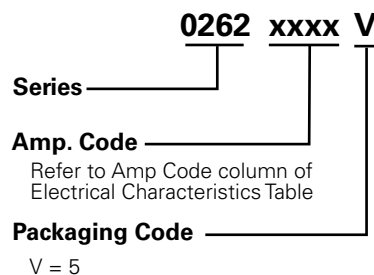 0262 xxxx V
Series
Amp. Code
Refer to Amp Code column of
Electrical Characteristics Table
Packaging Code
V = 5